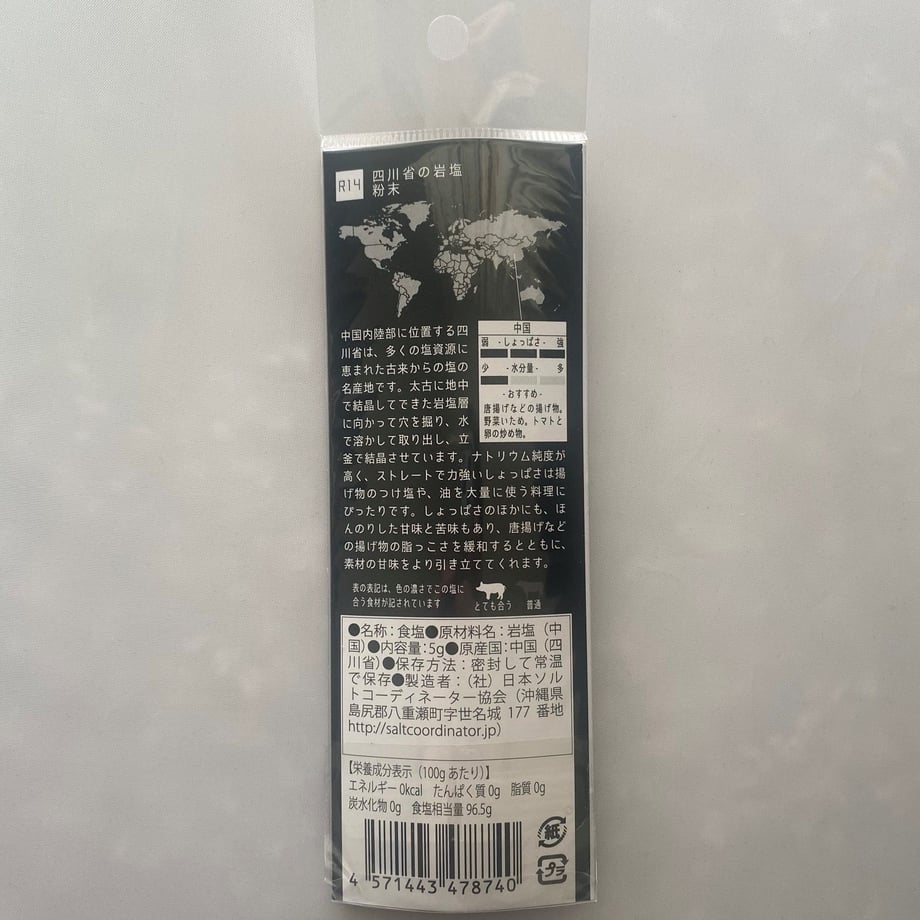 R14
四川省の岩塩
粉末
中国内陸部に位置する四
川省は、多くの塩資源に
恵まれた古来からの塩の
名産地です。太古に地中
で結晶してできた岩塩層
に向かって穴を掘り、水
で溶かして取り出し、立
釜で結晶させています。ナトリウム純度が
高く、ストレートで力強いしょっぱさは揚
げ物のつけ塩や、油を大量に使う料理に
ぴったりです。しょっぱさのほかにも、ほ
んのりした甘味と苦味もあり、唐揚げなど
の揚げ物の脂っこさを緩和するとともに、
素材の甘味をより引き立ててくれます。
中国
弱 -しょっぱさ- 強
少 -水分量- 多
-おすすめ-
唐揚げなどの揚げ物。
野菜いため。トマトと
卵の炒め物。
表の表記は、色の濃さでこの塩に
合う食材が記されています
とても合う 普通
●名称：食塩●原材料名：岩塩（中
国）●内容量:5g●原産国:中国（四
川省）●保存方法：密封して常温
で保存●製造者：（社）日本ソル
トコーディネーター協会（沖縄県
島尻郡八重瀬町字世名城 177 番地
http://saltcoordinator.jp）
【栄養成分表示（100gあたり）】
エネルギー 0kcal たんぱく質 0g 脂質 0g
炭水化物 0g 食塩相当量 96.5g
4 571443 478740
紙
プラ